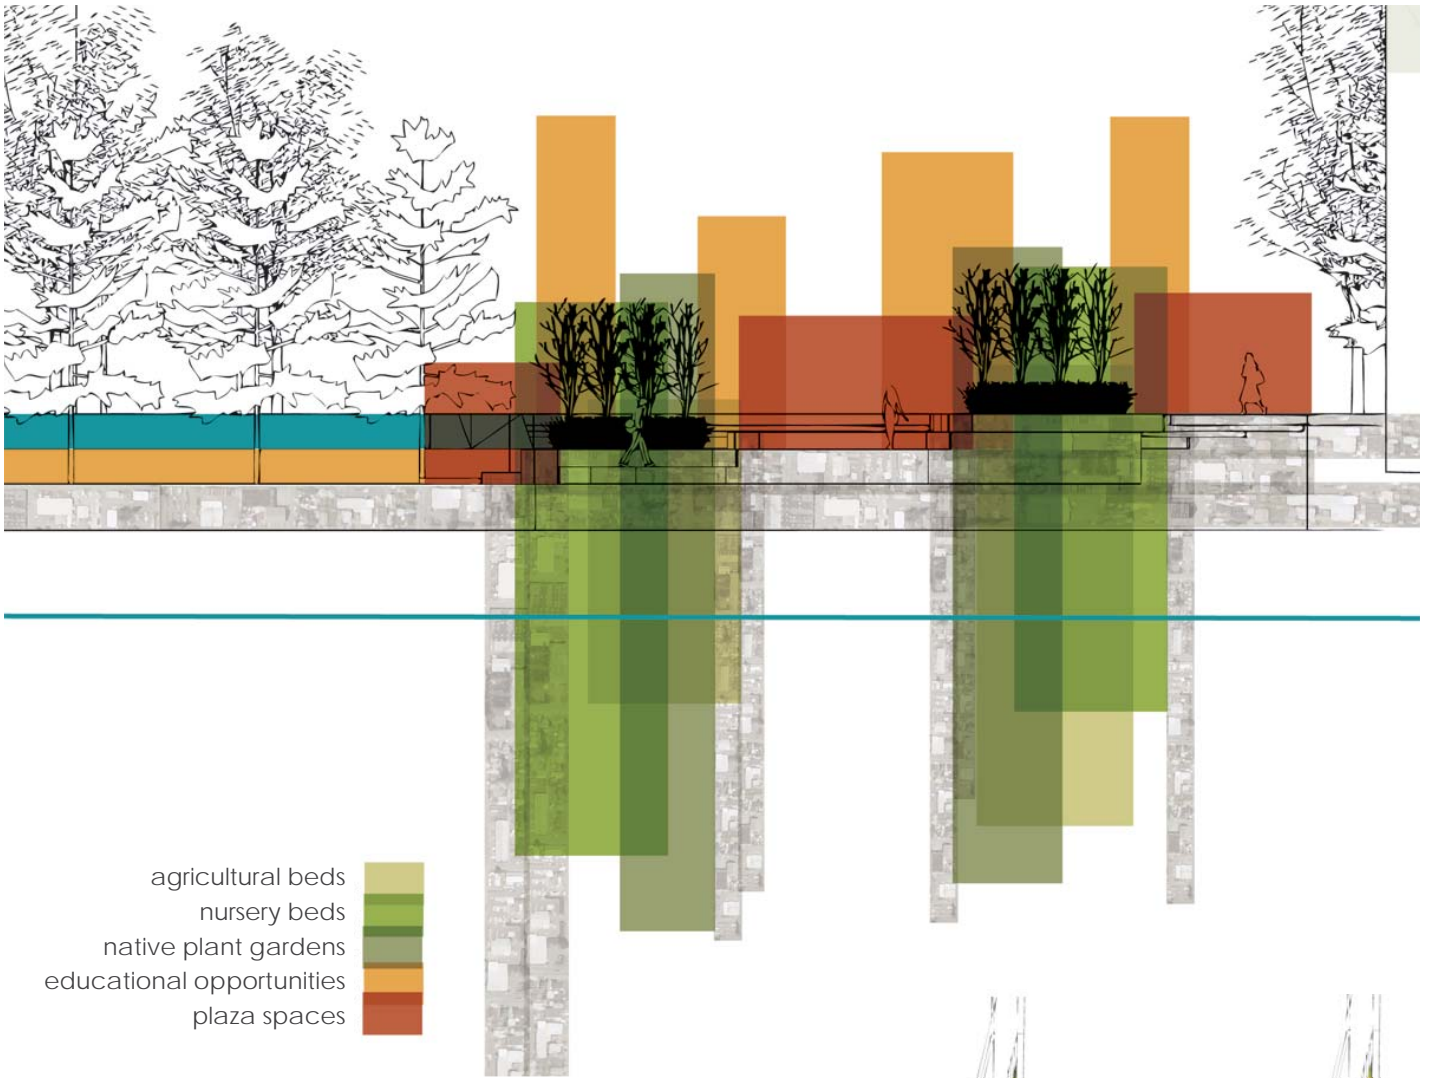 agricultural beds
nursery beds
native plant gardens
educational opportunities
plaza spaces